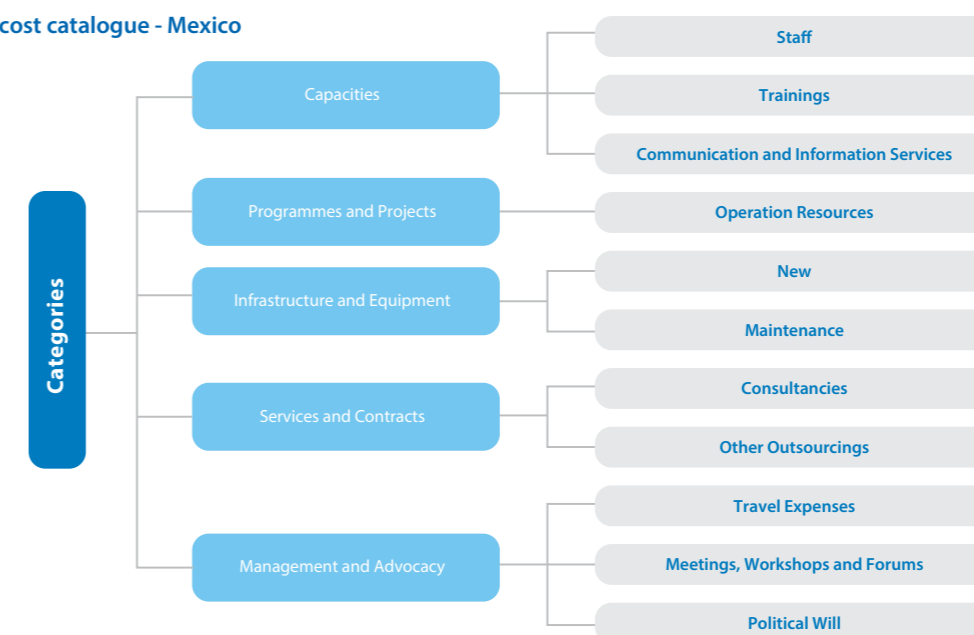 cost catalogue - Mexico
Categories
Capacities
Staff
Trainings
Communication and Information Services
Programmes and Projects
Operation Resources
Infrastructure and Equipment
New
Maintenance
Services and Contracts
Consultancies
Other Outsourcings
Management and Advocacy
Travel Expenses
Meetings, Workshops and Forums
Political Will